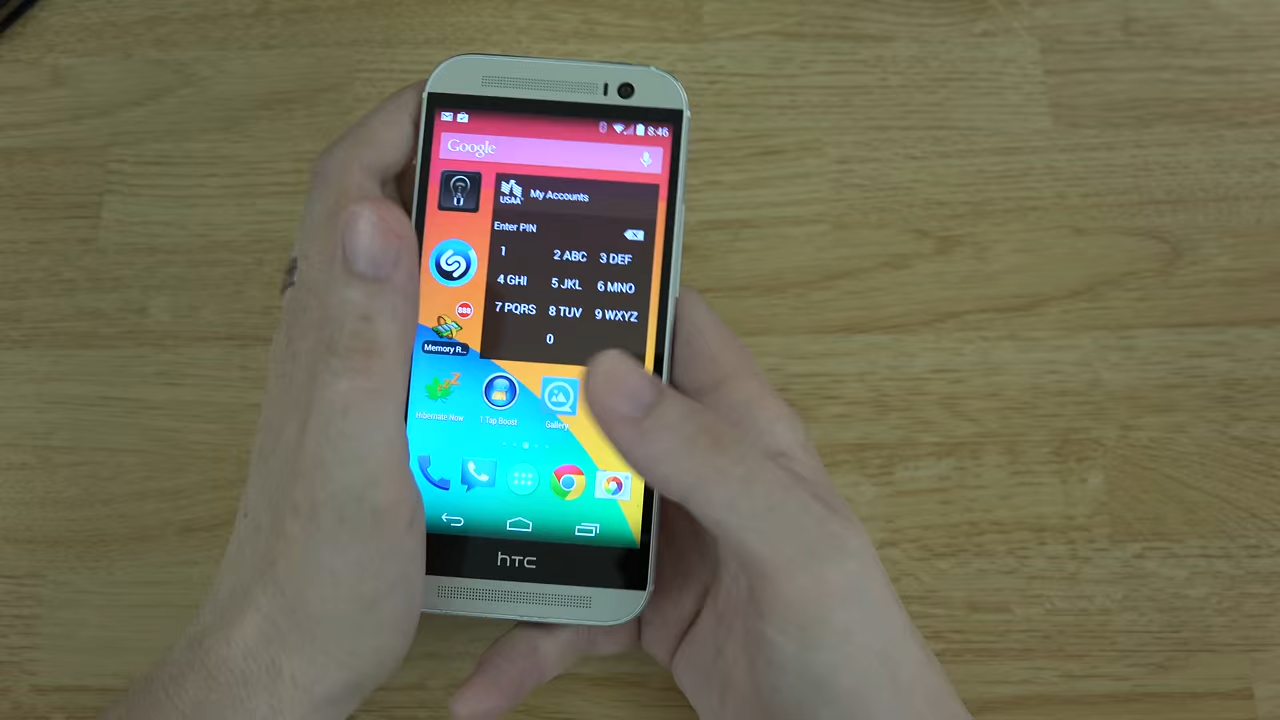 8:46
Google
USAA
My Accounts
Enter PIN
1 2 ABC 3 DEF
4 GHI 5 JKL 6 MNO
7 PQRS 8 TUV 9 WXYZ
0
888
Memory R...
Hibernate Now 1 Tap Boost Gallery
hTC